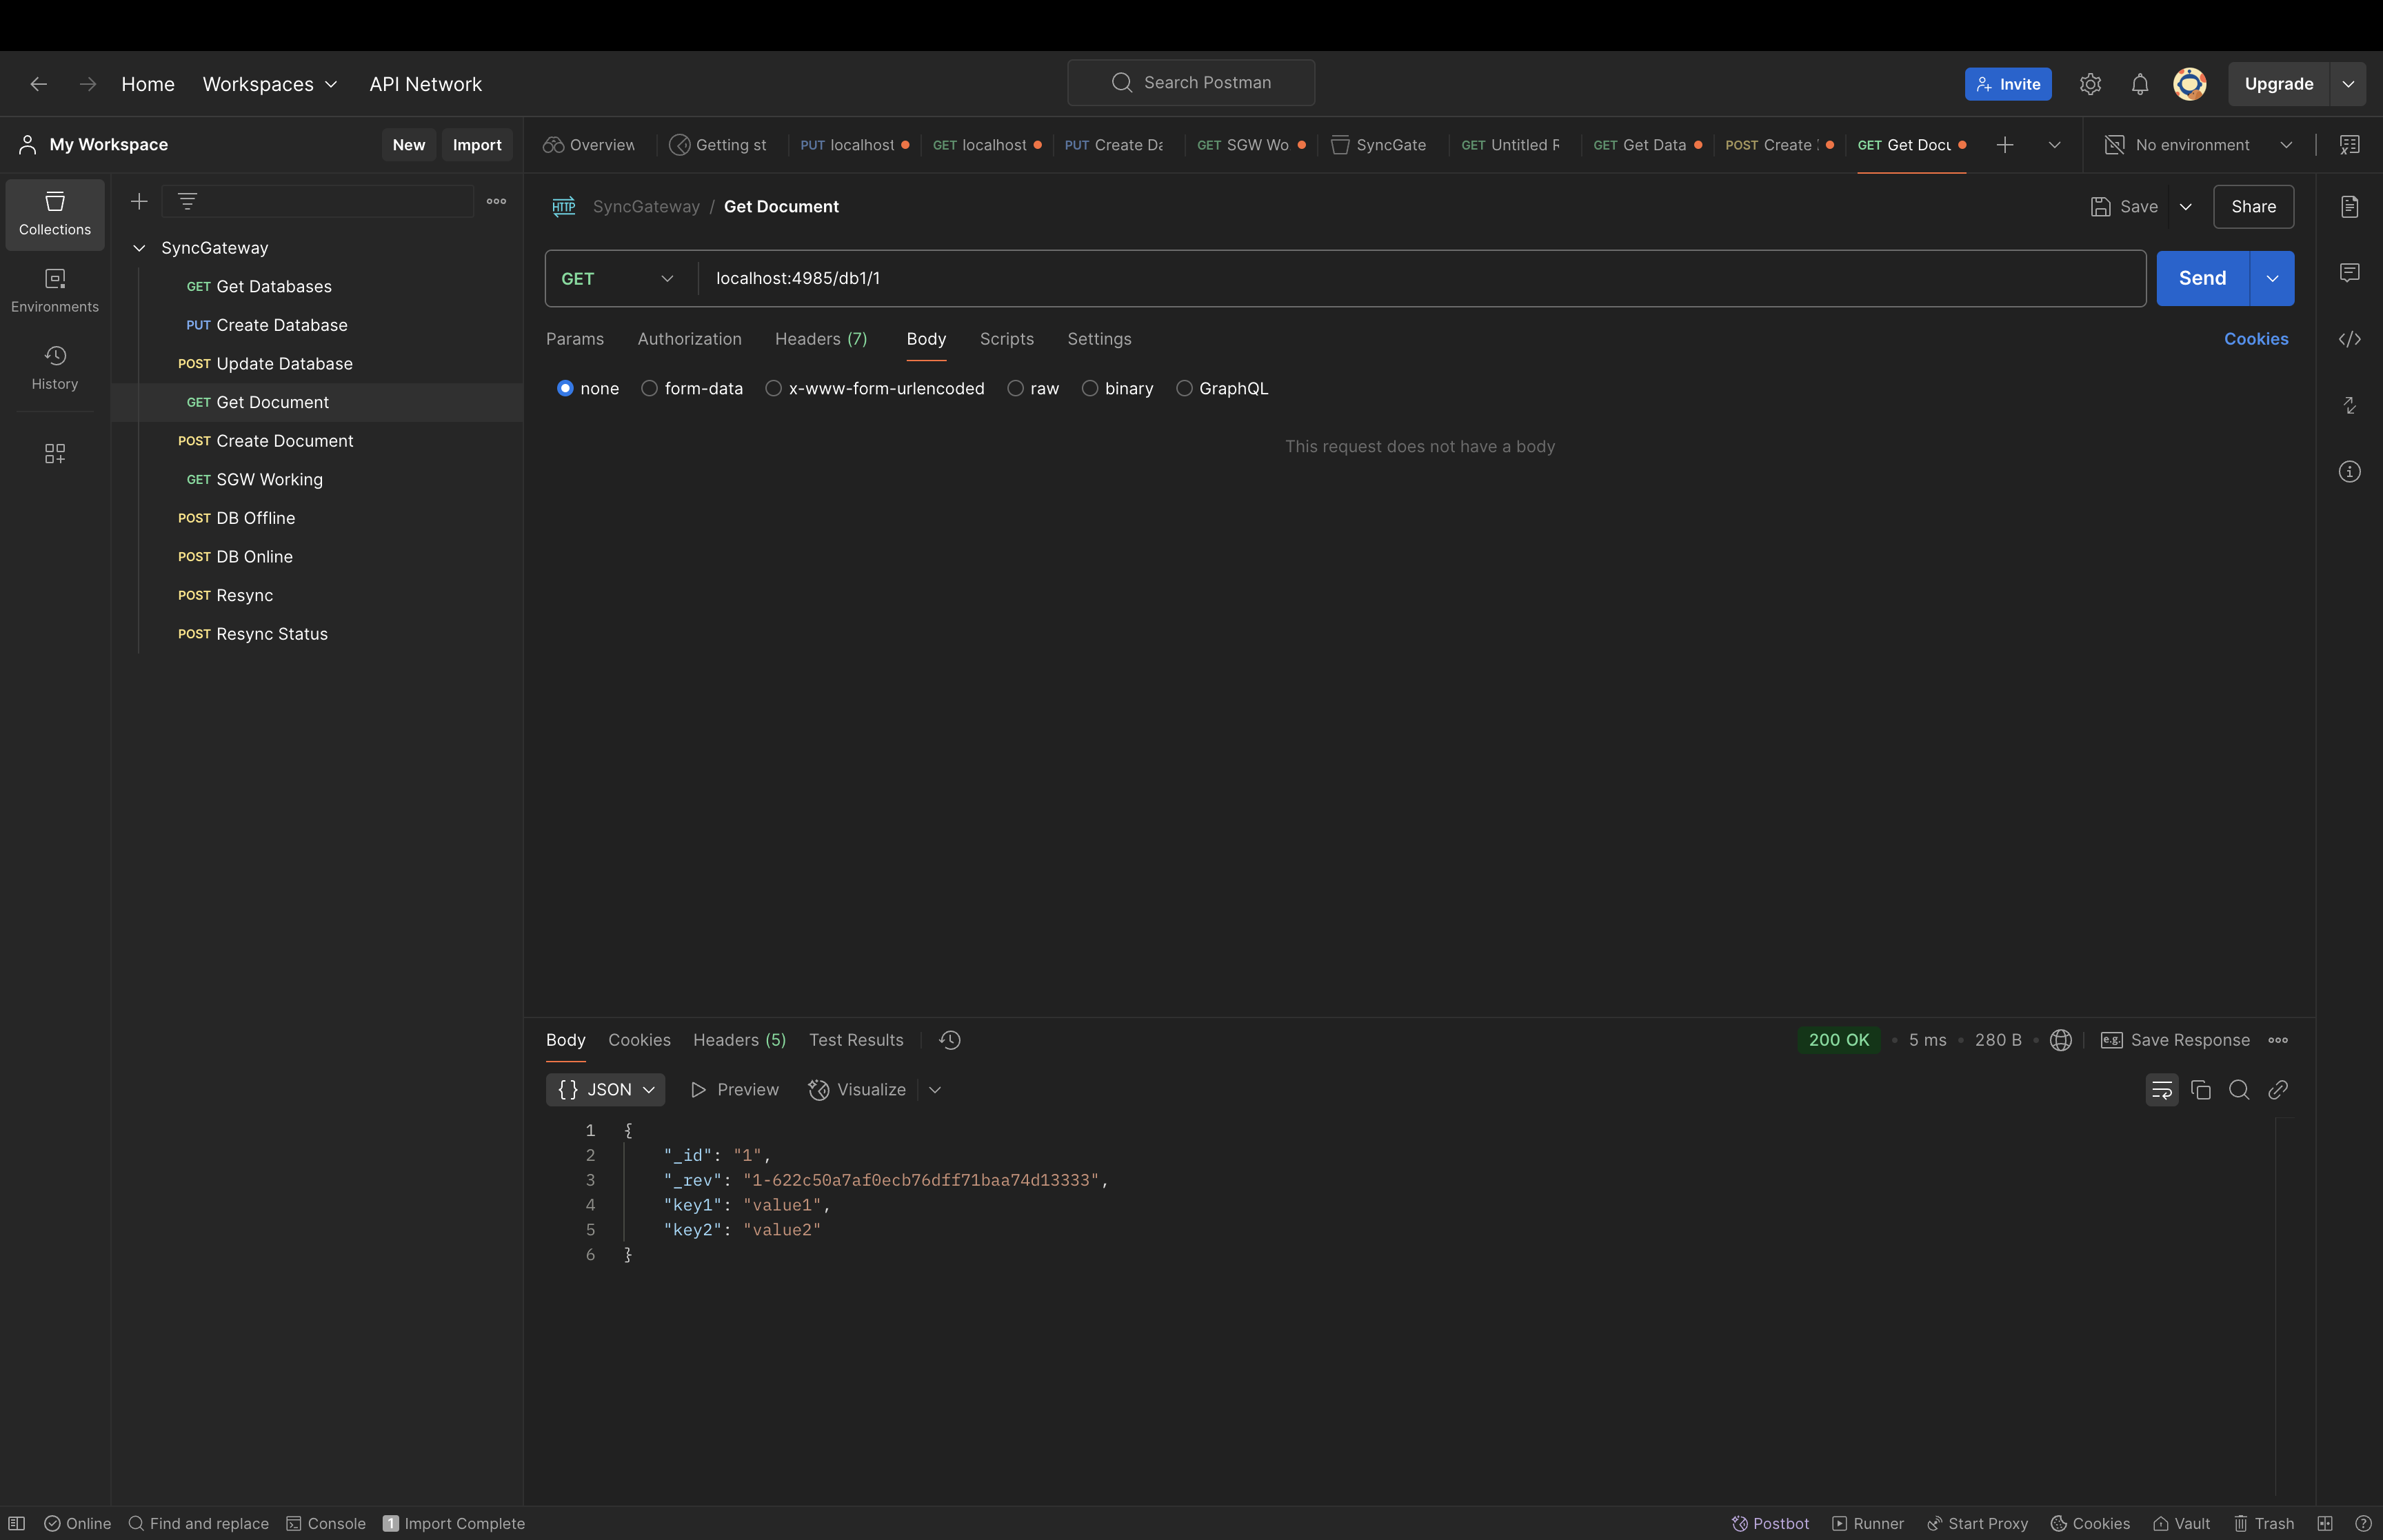 Home Workspaces API Network Search Postman Invite Upgrade
My Workspace New Import Overview Getting st PUT localhost GET localhost PUT Create Da GET SGW Wo SyncGate GET Untitled R GET Get Data POST Create GET Get Docu No environment
Collections
Environments
History
SyncGateway
GET Get Databases
PUT Create Database
POST Update Database
GET Get Document
POST Create Document
GET SGW Working
POST DB Offline
POST DB Online
POST Resync
POST Resync Status
HTTP SyncGateway / Get Document Save Share
GET localhost:4985/db1/1 Send
Params Authorization Headers (7) Body Scripts Settings Cookies
none form-data x-www-form-urlencoded raw binary GraphQL
This request does not have a body
Body Cookies Headers (5) Test Results 200 OK • 5 ms • 280 B • e.g. Save Response
{} JSON Preview Visualize
1 {
2 "_id": "1",
3 "_rev": "1-622c50a7af0ecb76dff71baa74d13333",
4 "key1": "value1",
5 "key2": "value2"
6 }
Online Find and replace Console 1 Import Complete Postbot Runner Start Proxy Cookies Vault Trash